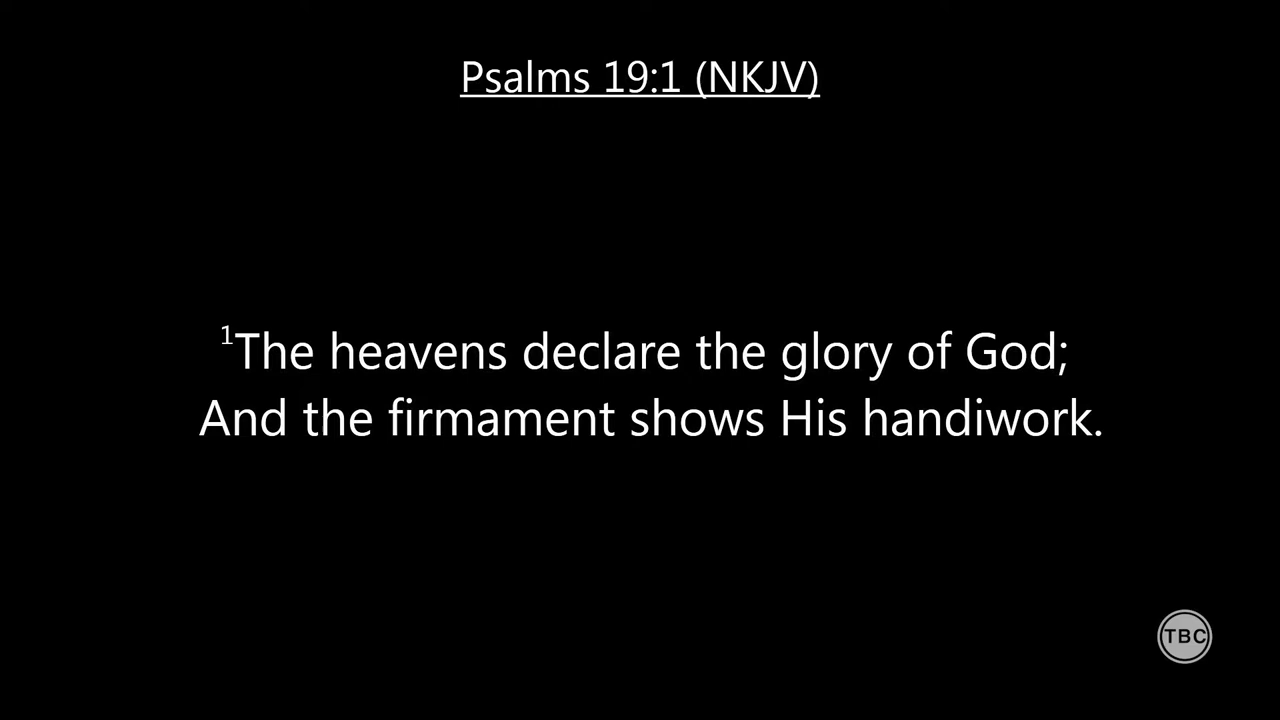 Psalms 19:1 (NKJV)
1The heavens declare the glory of God;
And the firmament shows His handiwork.
TBC